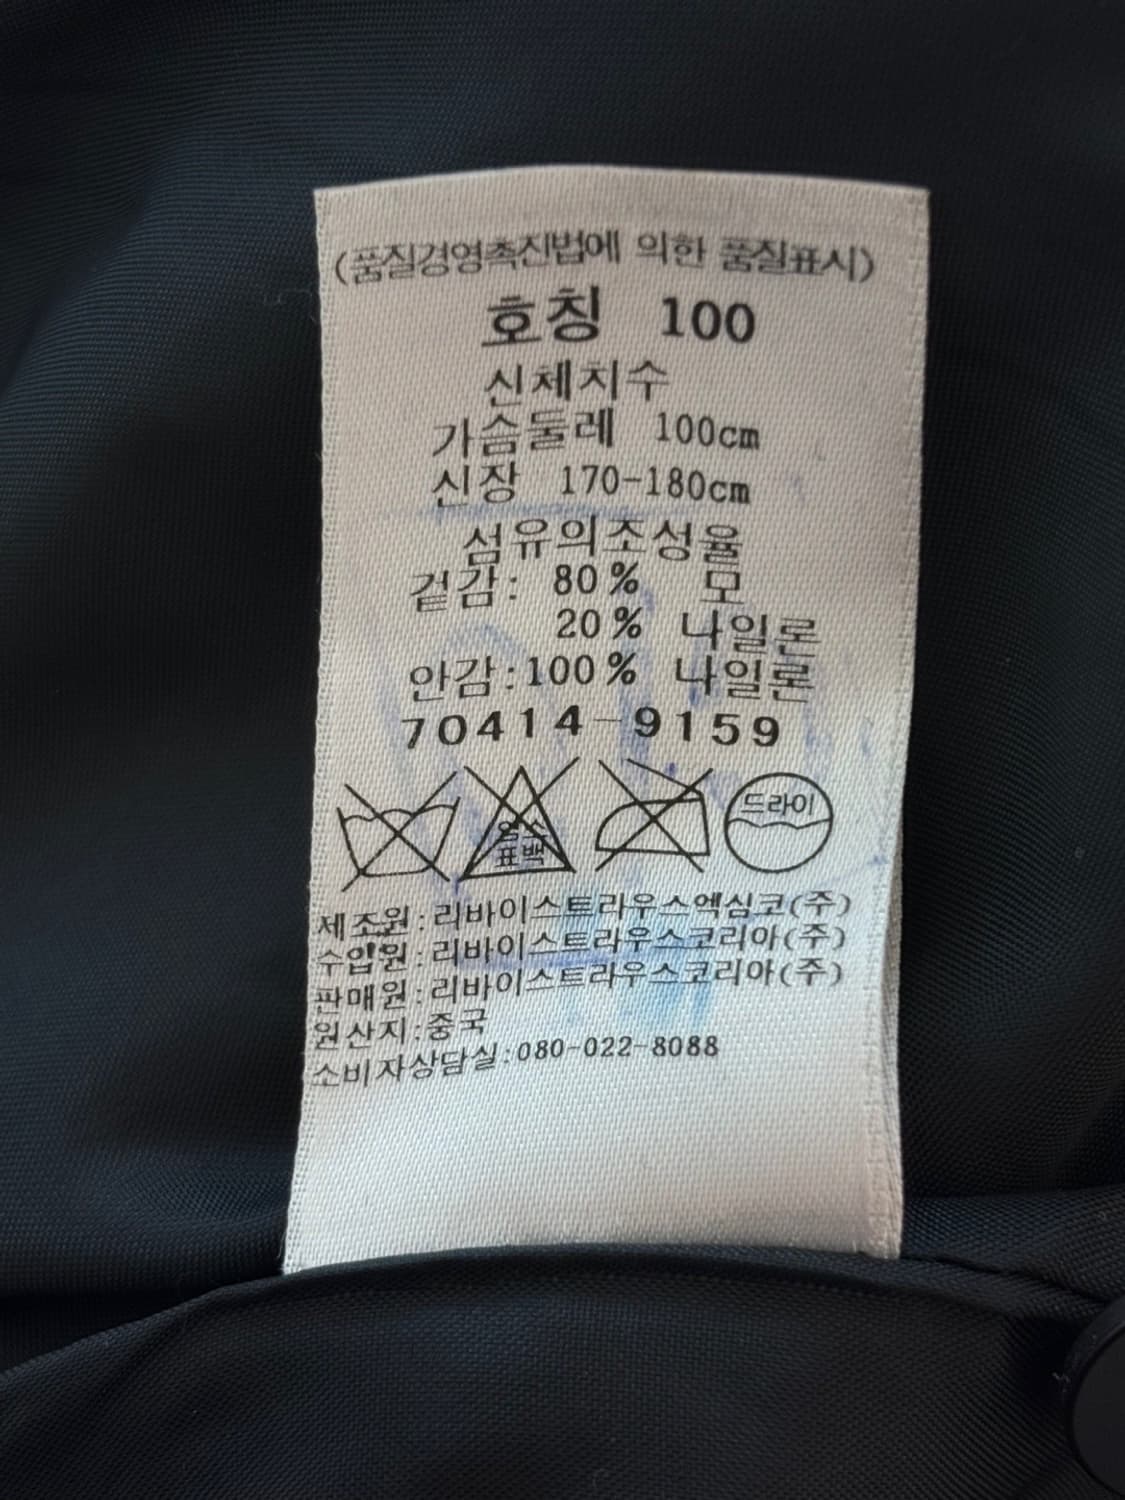 (품질경영촉진법에 의한 품질표시)
호칭 100
신체치수
가슴둘레 100cm
신장 170-180cm
섬유의조성율
겉감: 80% 모
20% 나일론
안감:100% 나일론
70414-9159
염소
표백
드라이
제조원:리바이스트라우스엑심코(주)
수입원:리바이스트라우스코리아(주)
판매원:리바이스트라우스코리아(주)
원산지:중국
소비자상담실:080-022-8088